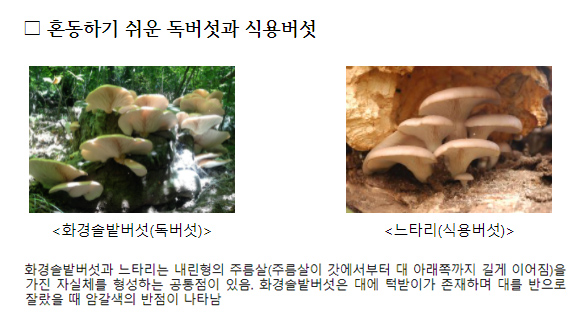 □ 혼동하기 쉬운 독버섯과 식용버섯
<화경솔밭버섯(독버섯)>
<느타리(식용버섯)>
화경솔밭버섯과 느타리는 내린형의 주름살(주름살이 갓에서부터 대 아래쪽까지 길게 이어짐)을
가진 자실체를 형성하는 공통점이 있음. 화경솔밭버섯은 대에 턱받이가 존재하며 대를 반으로
잘랐을 때 암갈색의 반점이 나타남